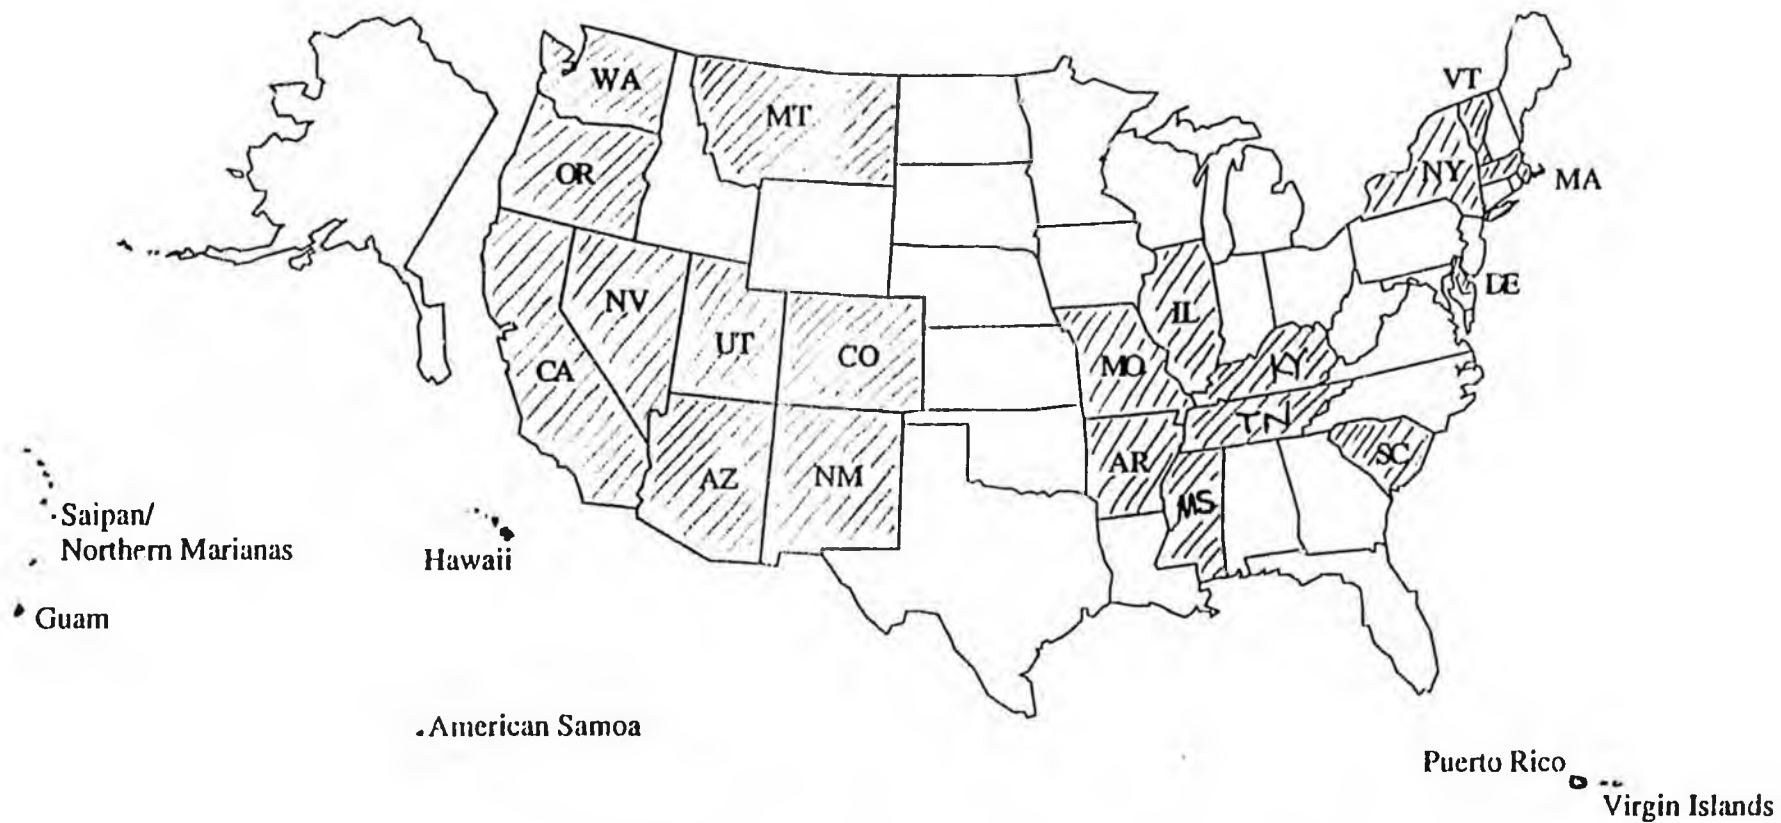 VT
WA
MT
OR
NY
MA
NV
DE
IL
UT
CO
CA
MO
KY
TN
AR
SC
AZ
NM
MS
Saipan/
Northern Marianas
Hawaii
Guam
American Samoa
Puerto Rico
Virgin Islands